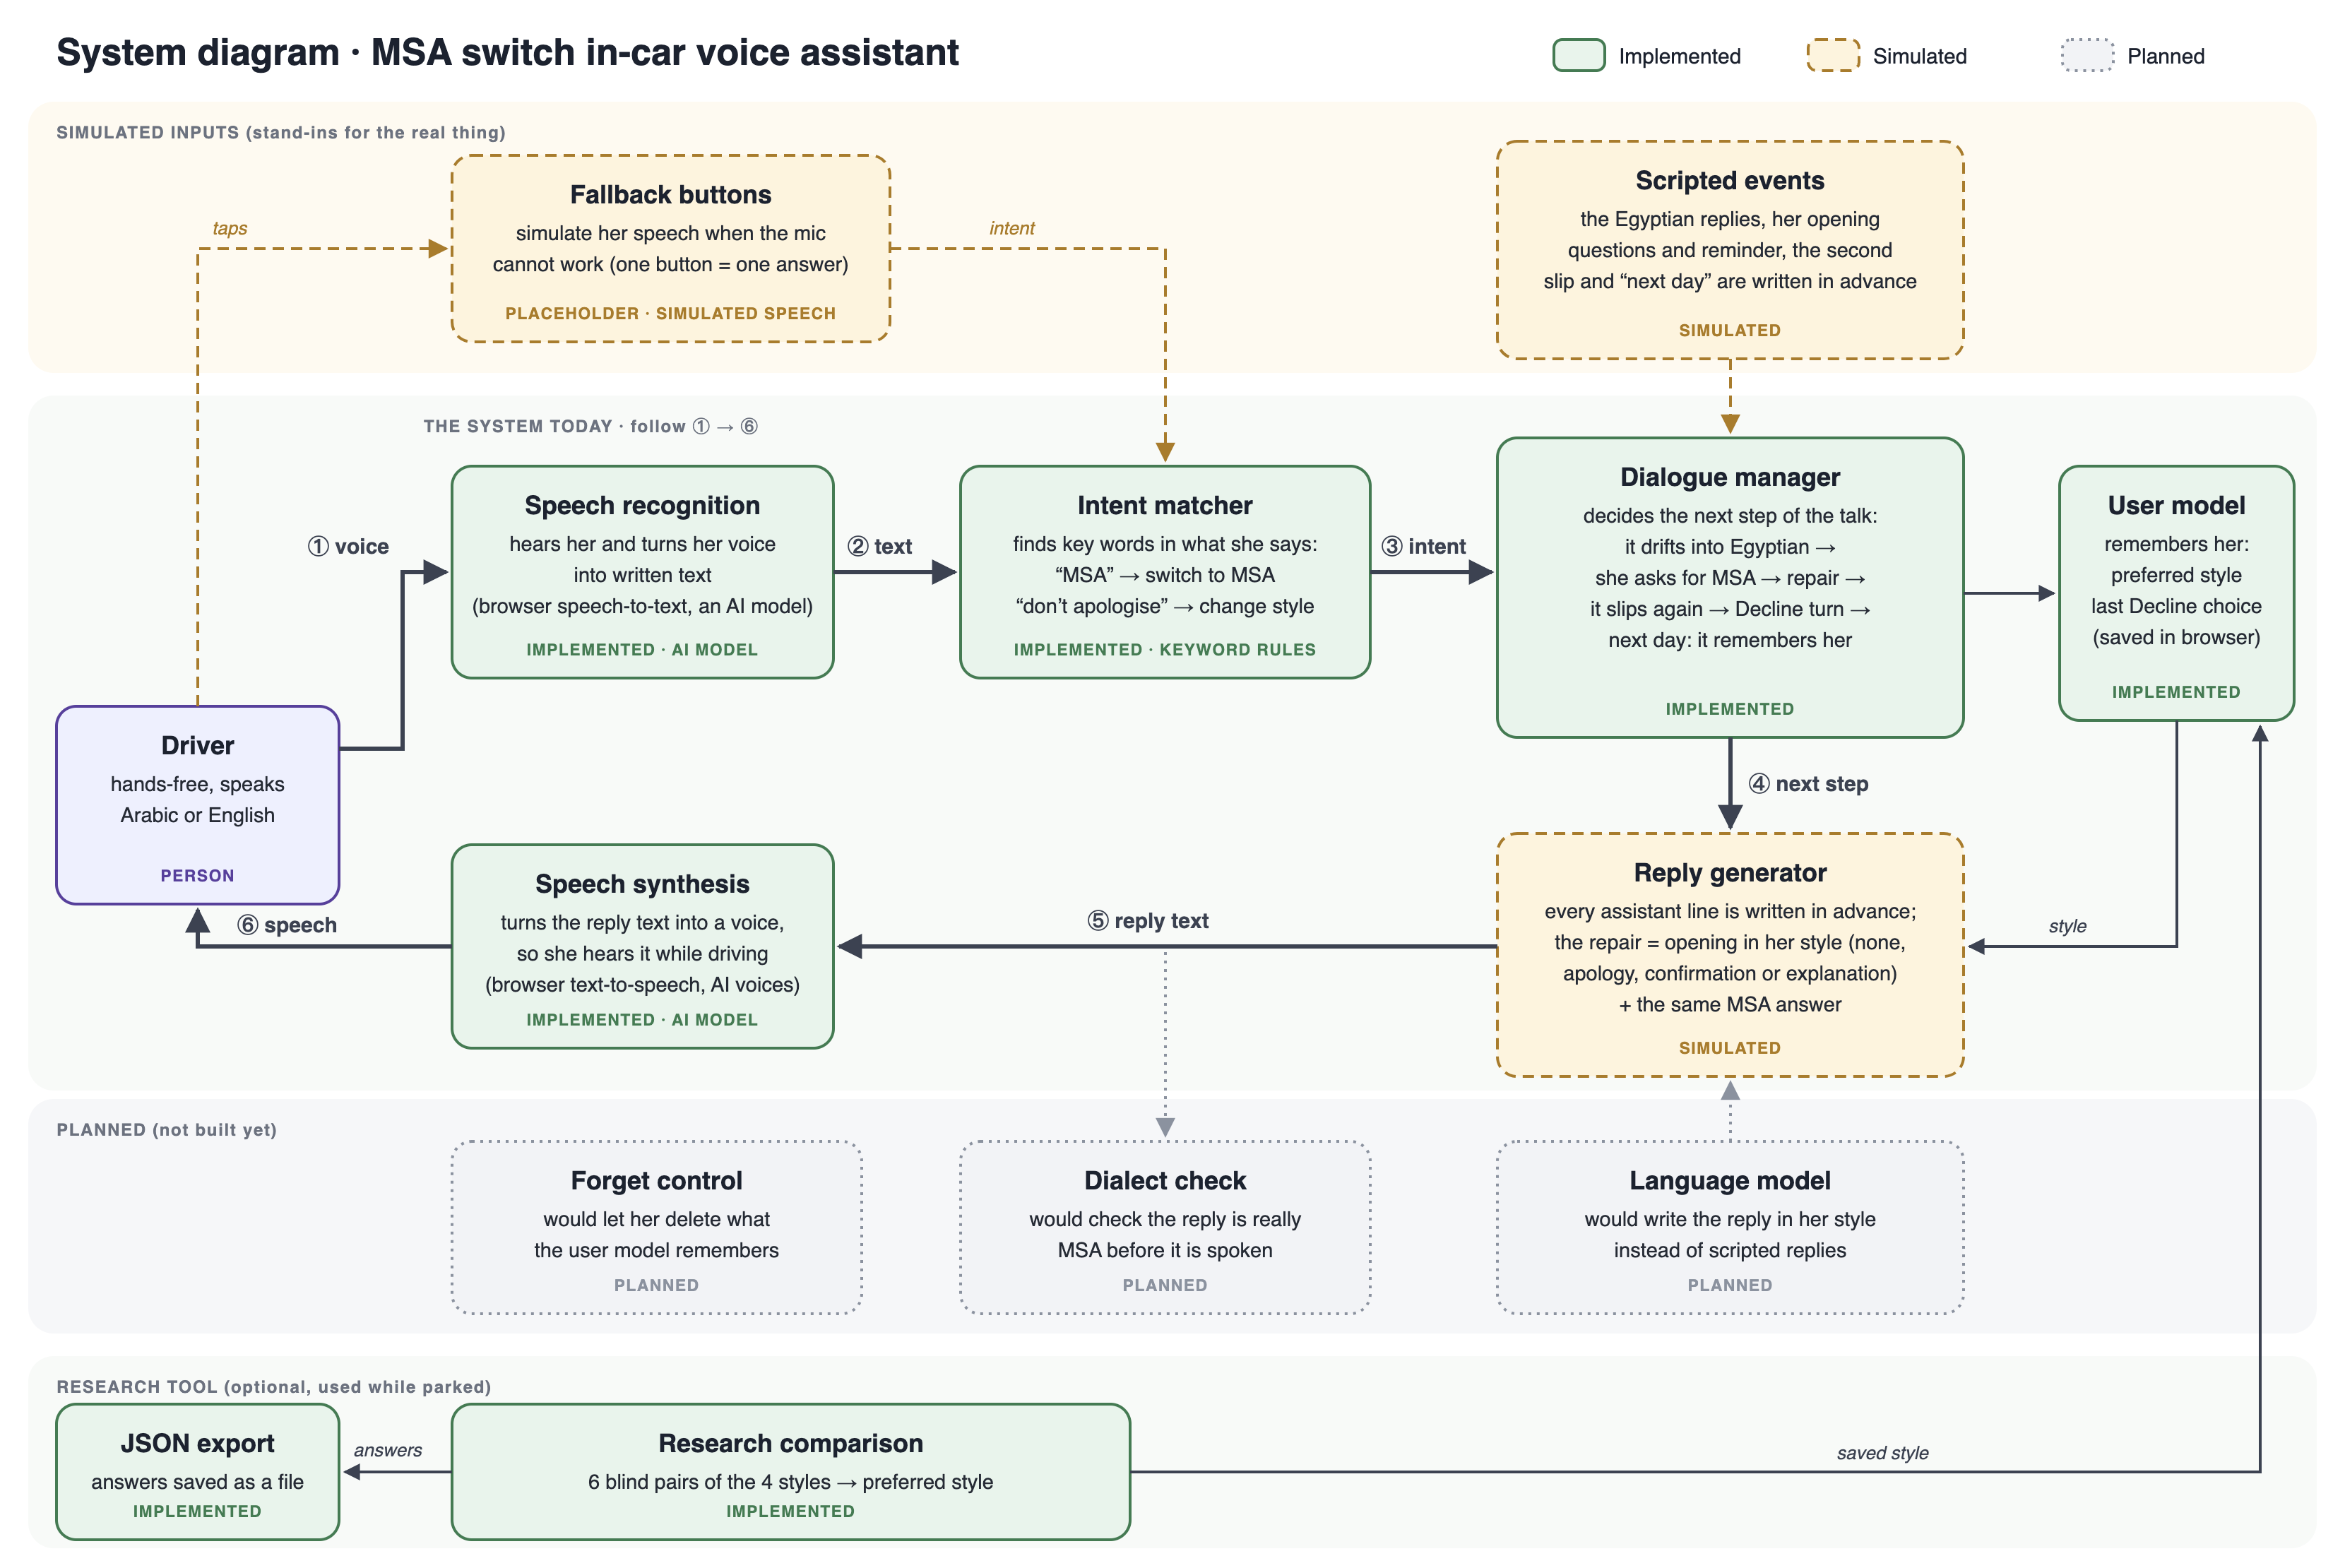 System diagram · MSA switch in-car voice assistant
Implemented
Simulated
Planned
SIMULATED INPUTS (stand-ins for the real thing)
taps
Fallback buttons
simulate her speech when the mic
cannot work (one button = one answer)
PLACEHOLDER · SIMULATED SPEECH
intent
Scripted events
the Egyptian replies, her opening
questions and reminder, the second
slip and “next day” are written in advance
SIMULATED
THE SYSTEM TODAY · follow ① → ⑥
① voice
Speech recognition
hears her and turns her voice
into written text
(browser speech-to-text, an AI model)
IMPLEMENTED · AI MODEL
② text
Intent matcher
finds key words in what she says:
“MSA” → switch to MSA
“don’t apologise” → change style
IMPLEMENTED · KEYWORD RULES
③ intent
Dialogue manager
decides the next step of the talk:
it drifts into Egyptian →
she asks for MSA → repair →
it slips again → Decline turn →
next day: it remembers her
IMPLEMENTED
User model
remembers her:
preferred style
last Decline choice
(saved in browser)
IMPLEMENTED
Driver
hands-free, speaks
Arabic or English
PERSON
④ next step
⑥ speech
Speech synthesis
turns the reply text into a voice,
so she hears it while driving
(browser text-to-speech, AI voices)
IMPLEMENTED · AI MODEL
⑤ reply text
Reply generator
every assistant line is written in advance;
the repair = opening in her style (none,
apology, confirmation or explanation)
+ the same MSA answer
SIMULATED
style
PLANNED (not built yet)
Forget control
would let her delete what
the user model remembers
PLANNED
Dialect check
would check the reply is really
MSA before it is spoken
PLANNED
Language model
would write the reply in her style
instead of scripted replies
PLANNED
RESEARCH TOOL (optional, used while parked)
JSON export
answers saved as a file
IMPLEMENTED
answers
Research comparison
6 blind pairs of the 4 styles → preferred style
IMPLEMENTED
saved style